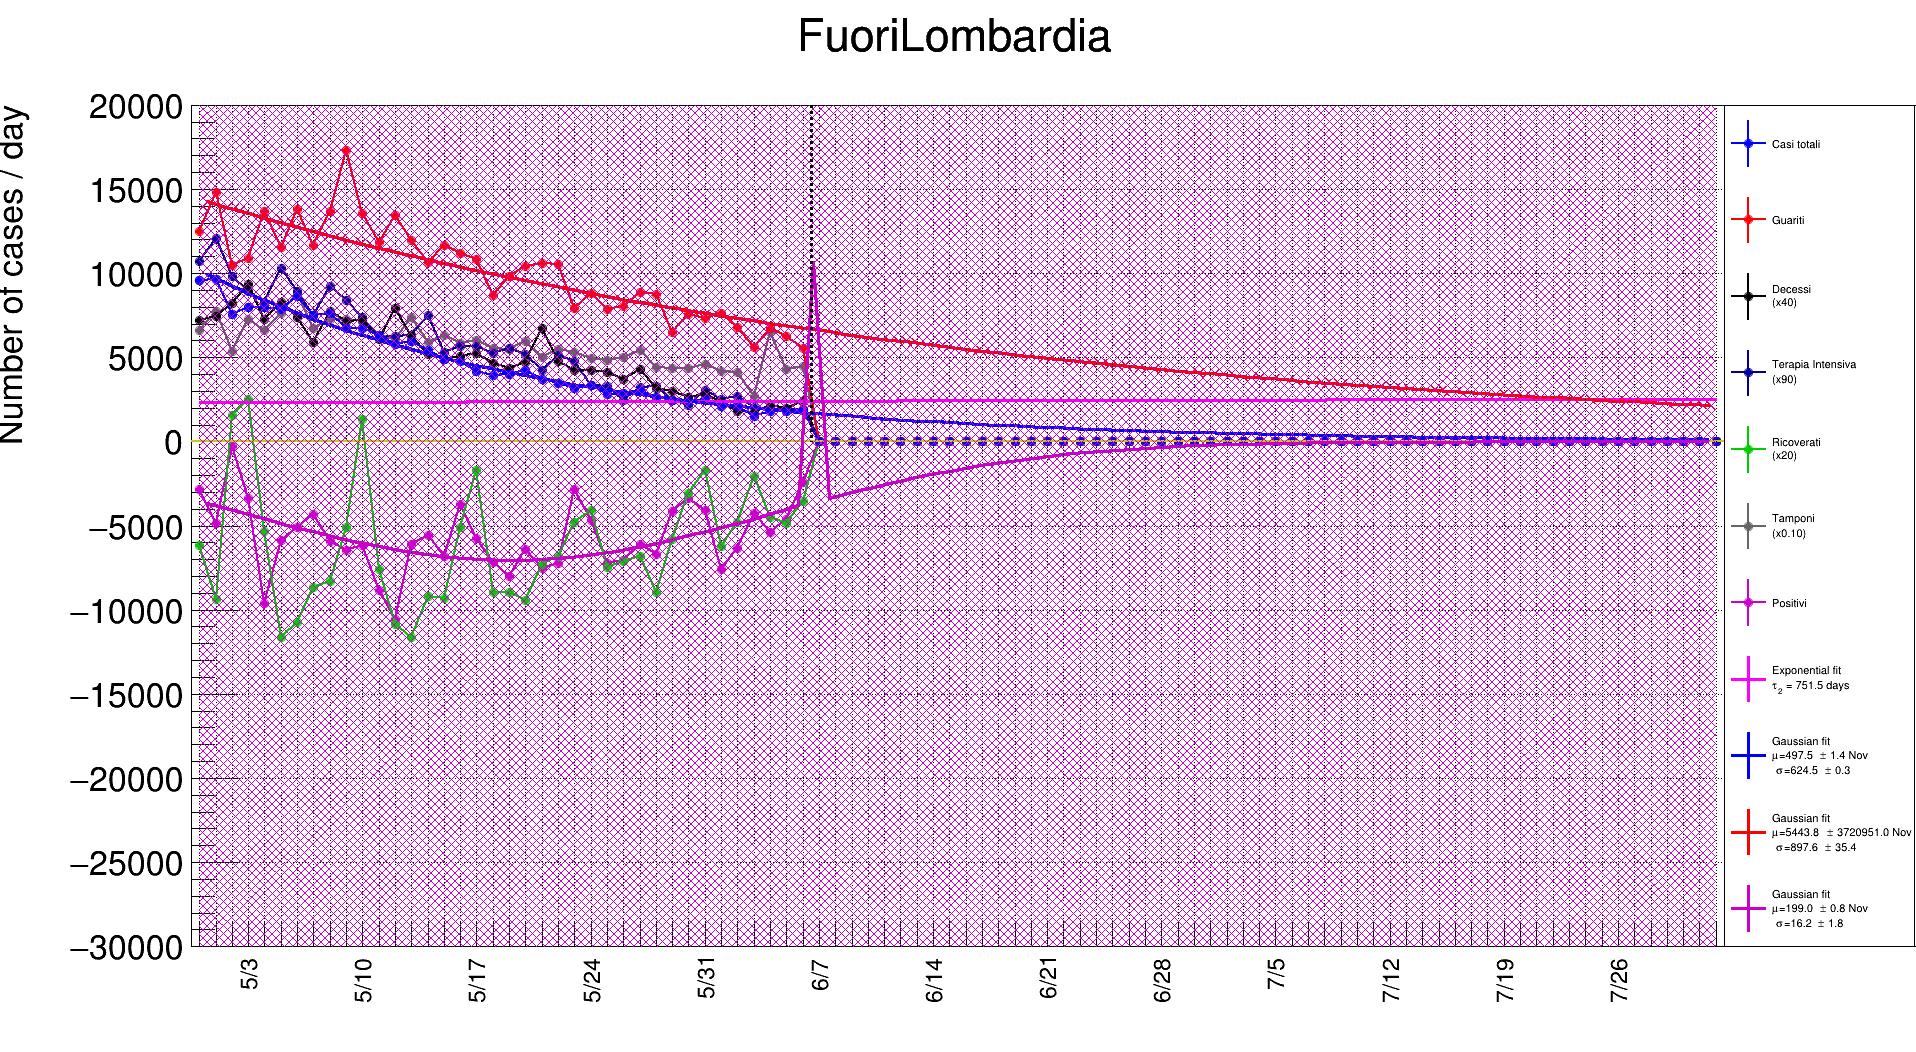 FuoriLombardia
Number of cases / day
20000
15000
10000
5000
0
−5000
−10000
−15000
−20000
−25000
−30000
5/3
5/10
5/17
5/24
5/31
6/7
6/14
6/21
6/28
7/5
7/12
7/19
7/26
Casi totali
Guariti
Decessi
(x40)
Terapia Intensiva
(x90)
Ricoverati
(x20)
Tamponi
(x0.10)
Positivi
Exponential fit
τ2 = 751.5 days
Gaussian fit
μ=497.5 ± 1.4 Nov
σ=624.5 ± 0.3
Gaussian fit
μ=5443.8 ± 3720951.0 Nov
σ=897.6 ± 35.4
Gaussian fit
μ=199.0 ± 0.8 Nov
σ=16.2 ± 1.8